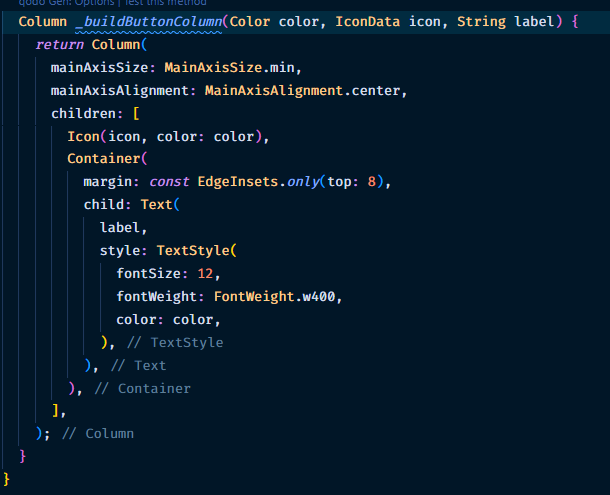 qodo Gen: Options | Test this method
Column _buildButtonColumn(Color color, IconData icon, String label) {
return Column(
mainAxisSize: MainAxisSize.min,
mainAxisAlignment: MainAxisAlignment.center,
children: [
Icon(icon, color: color),
Container(
margin: const EdgeInsets.only(top: 8),
child: Text(
label,
style: TextStyle(
fontSize: 12,
fontWeight: FontWeight.w400,
color: color,
), // TextStyle
), // Text
), // Container
],
); // Column
}
}